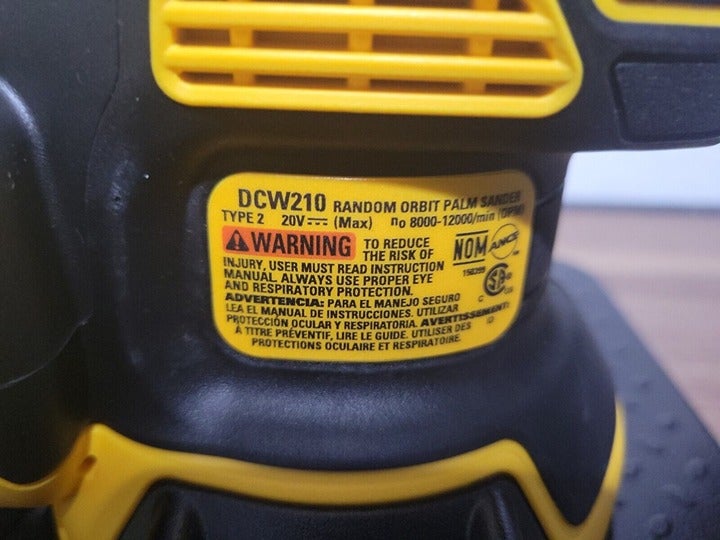 DCW210 RANDOM ORBIT PALM SANDER
TYPE 2 20V⎓ (Max) n₀ 8000-12000/min (OPM)
WARNING TO REDUCE
THE RISK OF
INJURY, USER MUST READ INSTRUCTION
MANUAL. ALWAYS USE PROPER EYE
AND RESPIRATORY PROTECTION.
ADVERTENCIA: PARA EL MANEJO SEGURO
LEA EL MANUAL DE INSTRUCCIONES. UTILIZAR
PROTECCIÓN OCULAR Y RESPIRATORIA. AVERTISSEMENT:
À TITRE PRÉVENTIF, LIRE LE GUIDE. UTILISER DES
PROTECTIONS OCULAIRE ET RESPIRATOIRE.
NOM ANCE